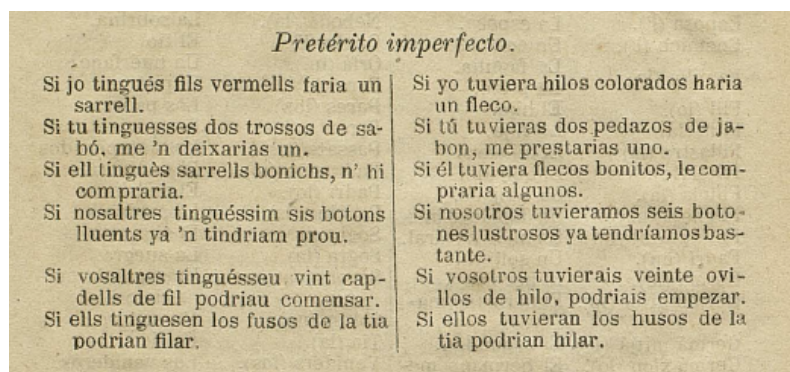 Pretérito imperfecto.
Si jo tingués fils vermells faria un
sarrell.
Si tu tinguesses dos trossos de sa-
bó, me 'n deixarias un.
Si ell tinguès sarrells bonichs, n' hi
compraria.
Si nosaltres tinguéssim sis botons
lluents ya 'n tindriam prou.
Si vosaltres tinguésseu vint cap-
dells de fil podriau comensar.
Si ells tinguesen los fusos de la tia
podrian filar.
Si yo tuviera hilos colorados haria
un fleco.
Si tú tuvieras dos pedazos de ja-
bon, me prestarias uno.
Si él tuviera flecos bonitos, le com-
praria algunos.
Si nosotros tuvieramos seis boto-
nes lustrosos ya tendríamos bas-
tante.
Si vosotros tuvierais veinte ovi-
llos de hilo, podriais empezar.
Si ellos tuvieran los husos de la
tia podrian hilar.